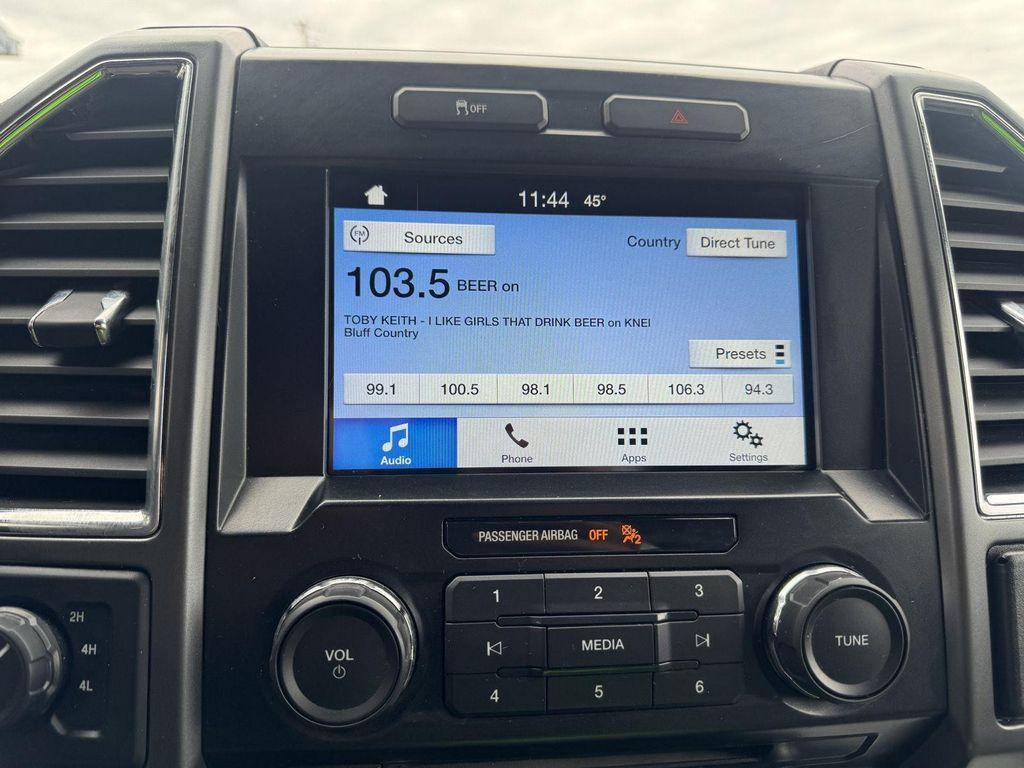 OFF
11:44 45°
FM Sources
Country Direct Tune
103.5 BEER on
TOBY KEITH - I LIKE GIRLS THAT DRINK BEER on KNEI
Bluff Country
Presets
99.1 100.5 98.1 98.5 106.3 94.3
Audio Phone Apps Settings
PASSENGER AIRBAG OFF 2
1 2 3
MEDIA
4 5 6
VOL
TUNE
2H
4H
4L